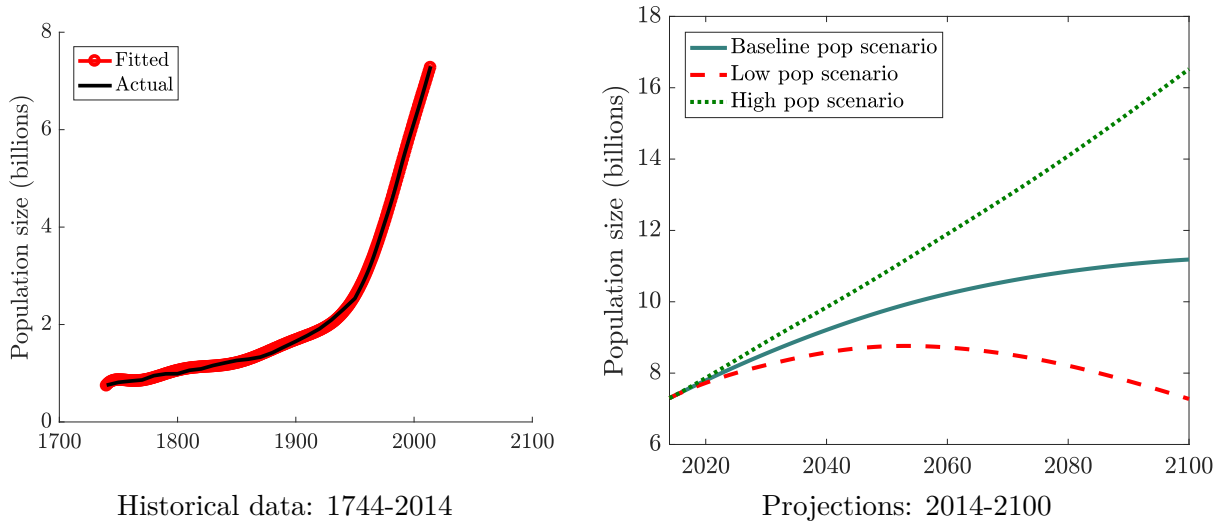 Population size (billions)
8
6
4
2
0
1700
1800
1900
2000
2100
Fitted
Actual
Historical data: 1744-2014
Population size (billions)
18
16
14
12
10
8
6
2020
2040
2060
2080
2100
Baseline pop scenario
Low pop scenario
High pop scenario
Projections: 2014-2100